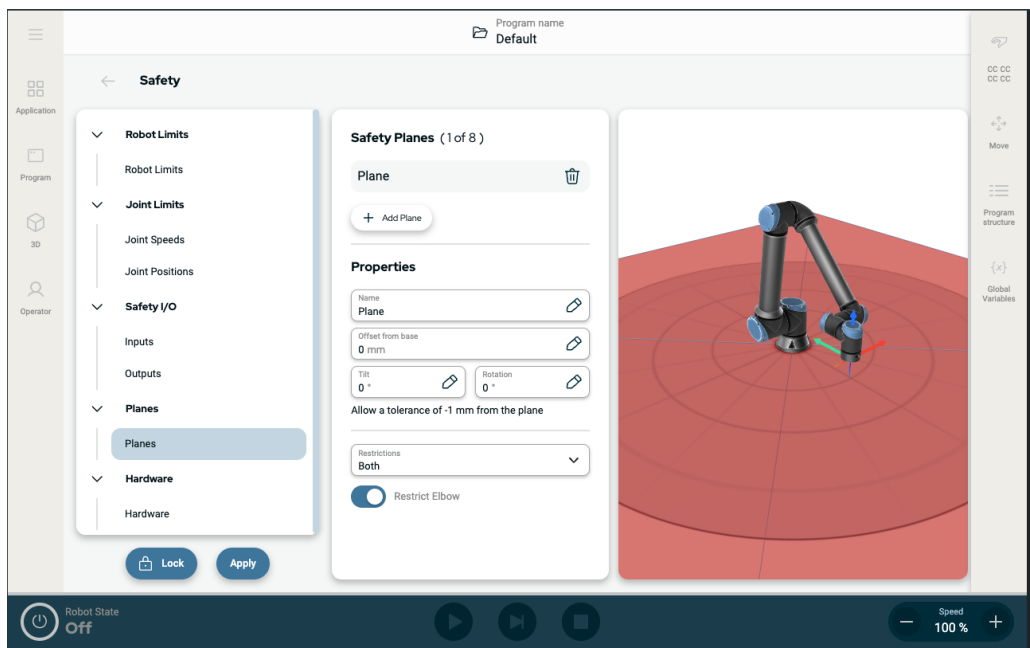 Program name
Default
Safety
Application
Program
3D
Operator
Robot Limits
Robot Limits
Joint Limits
Joint Speeds
Joint Positions
Safety I/O
Inputs
Outputs
Planes
Planes
Hardware
Hardware
Lock
Apply
Safety Planes (1 of 8)
Plane
+ Add Plane
Properties
Name
Plane
Offset from base
0 mm
Tilt
0 °
Rotation
0 °
Allow a tolerance of -1 mm from the plane
Restrictions
Both
Restrict Elbow
CC CC
CC CC
Move
Program
structure
{x}
Global
Variables
Robot State
Off
Speed
100 %